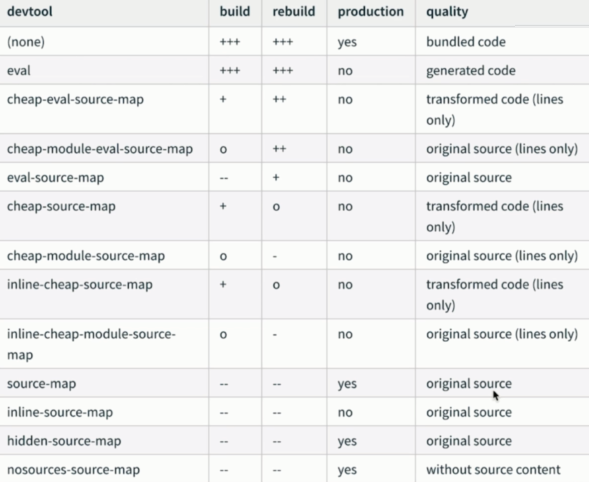 devtool build rebuild production quality
(none) +++ +++ yes bundled code
eval +++ +++ no generated code
cheap-eval-source-map + ++ no transformed code (lines
only)
cheap-module-eval-source-map o ++ no original source (lines only)
eval-source-map -- + no original source
cheap-source-map + o no transformed code (lines
only)
cheap-module-source-map o - no original source (lines only)
inline-cheap-source-map + o no transformed code (lines
only)
inline-cheap-module-source- o - no original source (lines only)
map
source-map -- -- yes original source
inline-source-map -- -- no original source
hidden-source-map -- -- yes original source
nosources-source-map -- -- yes without source content